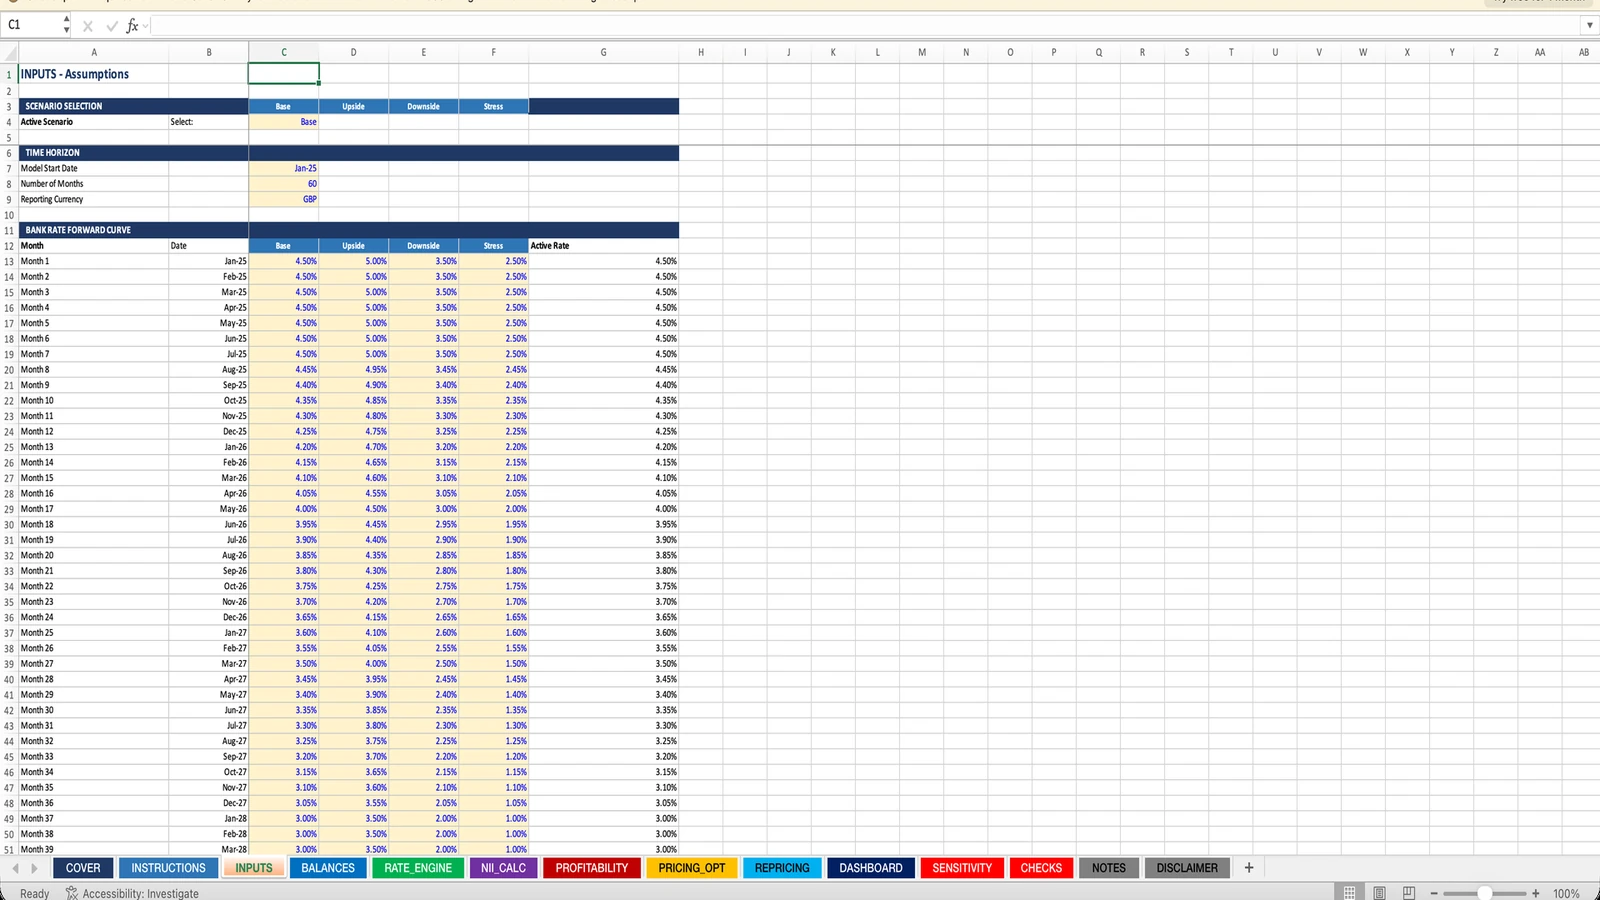 C1 fx
A B C D E F G H I J K L M N O P Q R S T U V W X Y Z AA AB
1 INPUTS - Assumptions
2
3 SCENARIO SELECTION Base Upside Downside Stress
4 Active Scenario Select: Base
5
6 TIME HORIZON
7 Model Start Date Jan-25
8 Number of Months 60
9 Reporting Currency GBP
10
11 BANK RATE FORWARD CURVE
12 Month Date Base Upside Downside Stress Active Rate
13 Month 1 Jan-25 4.50% 5.00% 3.50% 2.50% 4.50%
14 Month 2 Feb-25 4.50% 5.00% 3.50% 2.50% 4.50%
15 Month 3 Mar-25 4.50% 5.00% 3.50% 2.50% 4.50%
16 Month 4 Apr-25 4.50% 5.00% 3.50% 2.50% 4.50%
17 Month 5 May-25 4.50% 5.00% 3.50% 2.50% 4.50%
18 Month 6 Jun-25 4.50% 5.00% 3.50% 2.50% 4.50%
19 Month 7 Jul-25 4.50% 5.00% 3.50% 2.50% 4.50%
20 Month 8 Aug-25 4.45% 4.95% 3.45% 2.45% 4.45%
21 Month 9 Sep-25 4.40% 4.90% 3.40% 2.40% 4.40%
22 Month 10 Oct-25 4.35% 4.85% 3.35% 2.35% 4.35%
23 Month 11 Nov-25 4.30% 4.80% 3.30% 2.30% 4.30%
24 Month 12 Dec-25 4.25% 4.75% 3.25% 2.25% 4.25%
25 Month 13 Jan-26 4.20% 4.70% 3.20% 2.20% 4.20%
26 Month 14 Feb-26 4.15% 4.65% 3.15% 2.15% 4.15%
27 Month 15 Mar-26 4.10% 4.60% 3.10% 2.10% 4.10%
28 Month 16 Apr-26 4.05% 4.55% 3.05% 2.05% 4.05%
29 Month 17 May-26 4.00% 4.50% 3.00% 2.00% 4.00%
30 Month 18 Jun-26 3.95% 4.45% 2.95% 1.95% 3.95%
31 Month 19 Jul-26 3.90% 4.40% 2.90% 1.90% 3.90%
32 Month 20 Aug-26 3.85% 4.35% 2.85% 1.85% 3.85%
33 Month 21 Sep-26 3.80% 4.30% 2.80% 1.80% 3.80%
34 Month 22 Oct-26 3.75% 4.25% 2.75% 1.75% 3.75%
35 Month 23 Nov-26 3.70% 4.20% 2.70% 1.70% 3.70%
36 Month 24 Dec-26 3.65% 4.15% 2.65% 1.65% 3.65%
37 Month 25 Jan-27 3.60% 4.10% 2.60% 1.60% 3.60%
38 Month 26 Feb-27 3.55% 4.05% 2.55% 1.55% 3.55%
39 Month 27 Mar-27 3.50% 4.00% 2.50% 1.50% 3.50%
40 Month 28 Apr-27 3.45% 3.95% 2.45% 1.45% 3.45%
41 Month 29 May-27 3.40% 3.90% 2.40% 1.40% 3.40%
42 Month 30 Jun-27 3.35% 3.85% 2.35% 1.35% 3.35%
43 Month 31 Jul-27 3.30% 3.80% 2.30% 1.30% 3.30%
44 Month 32 Aug-27 3.25% 3.75% 2.25% 1.25% 3.25%
45 Month 33 Sep-27 3.20% 3.70% 2.20% 1.20% 3.20%
46 Month 34 Oct-27 3.15% 3.65% 2.15% 1.15% 3.15%
47 Month 35 Nov-27 3.10% 3.60% 2.10% 1.10% 3.10%
48 Month 36 Dec-27 3.05% 3.55% 2.05% 1.05% 3.05%
49 Month 37 Jan-28 3.00% 3.50% 2.00% 1.00% 3.00%
50 Month 38 Feb-28 3.00% 3.50% 2.00% 1.00% 3.00%
51 Month 39 Mar-28 3.00% 3.50% 2.00% 1.00% 3.00%
COVER INSTRUCTIONS INPUTS BALANCES RATE_ENGINE NII_CALC PROFITABILITY PRICING_OPT REPRICING DASHBOARD SENSITIVITY CHECKS NOTES DISCLAIMER +
Ready Accessibility: Investigate 100%